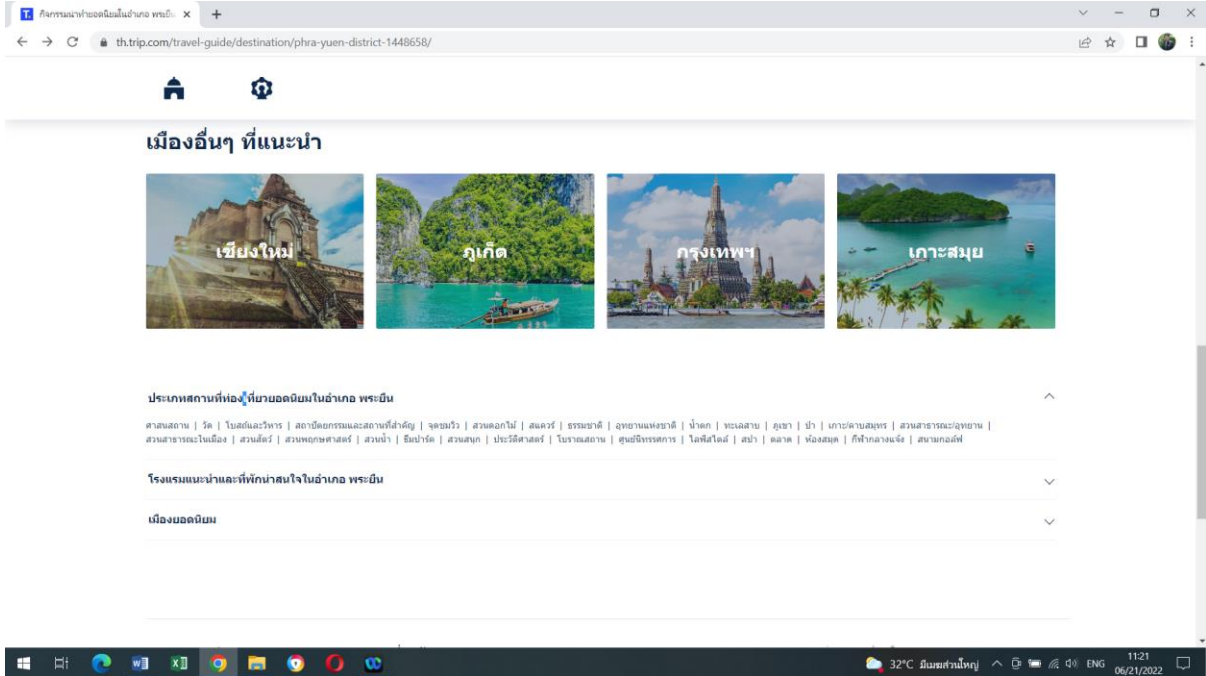 กิจกรรมน่าทำยอดนิยมในอำเภอ พระยืน
th.trip.com/travel-guide/destination/phra-yuen-district-1448658/
เมืองอื่นๆ ที่แนะนำ
เชียงใหม่
ภูเก็ต
กรุงเทพฯ
เกาะสมุย
ประเภทสถานที่ท่องเที่ยวยอดนิยมในอำเภอ พระยืน
ศาสนสถาน | วัด | โบสถ์และวิหาร | สถาปัตยกรรมและสถานที่สำคัญ | จุดชมวิว | สวนดอกไม้ | สแควร์ | ธรรมชาติ | อุทยานแห่งชาติ | น้ำตก | ทะเลสาบ | ภูเขา | ป่า | เกาะ/คาบสมุทร | สวนสาธารณะ/อุทยาน |
สวนสาธารณะในเมือง | สวนสัตว์ | สวนพฤกษศาสตร์ | สวนน้ำ | ธีมปาร์ค | สวนสนุก | ประวัติศาสตร์ | โบราณสถาน | ศูนย์นิทรรศการ | ไลฟ์สไตล์ | สปา | ตลาด | ห้องสมุด | กีฬากลางแจ้ง | สนามกอล์ฟ
โรงแรมแนะนำและที่พักน่าสนใจในอำเภอ พระยืน
เมืองยอดนิยม
32°C มีเมฆส่วนใหญ่
ENG
11:21
06/21/2022